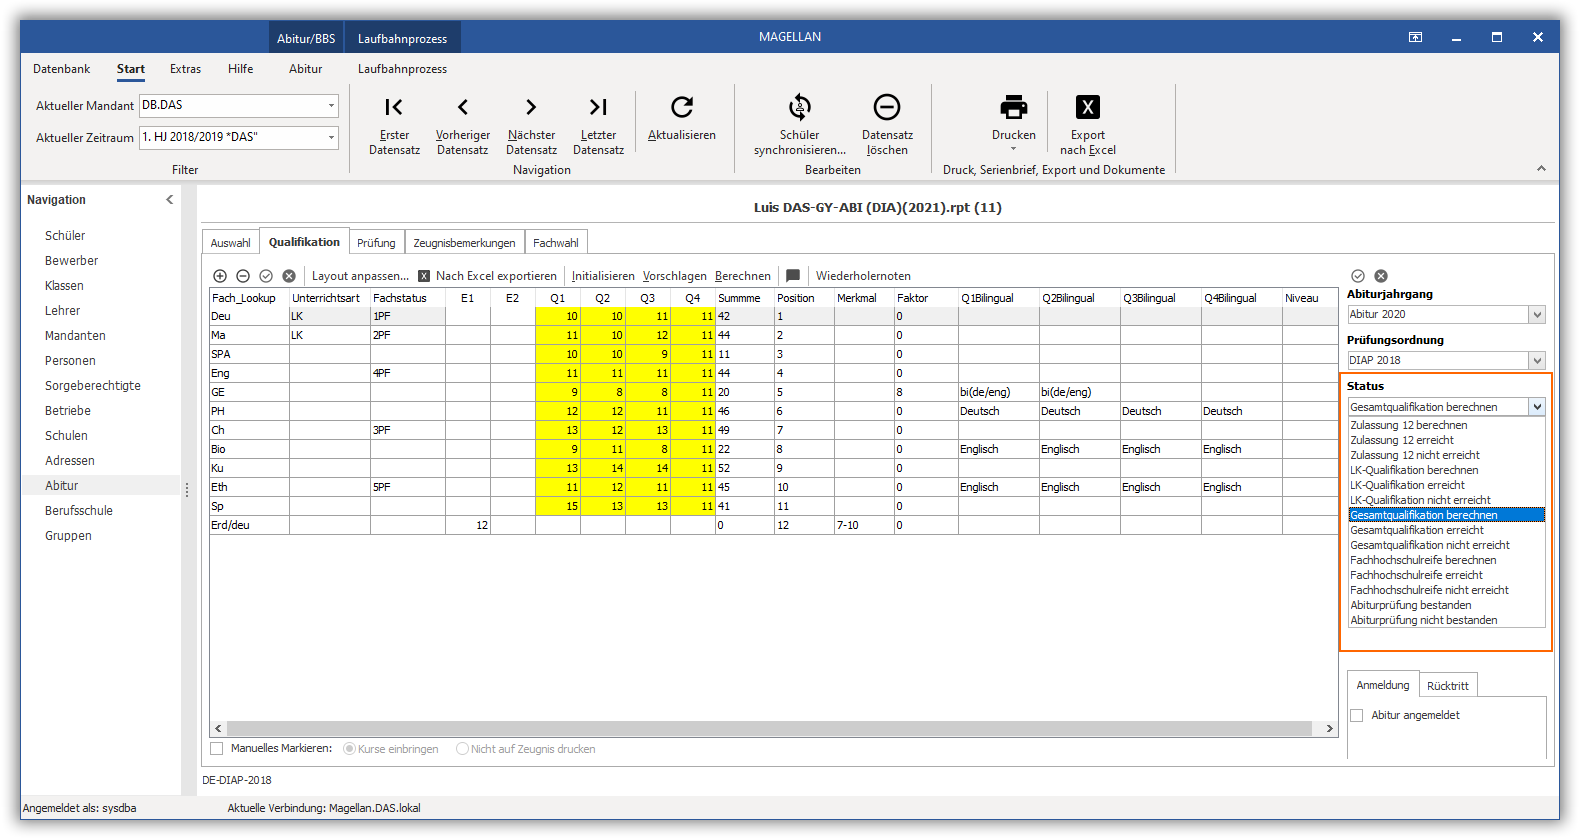 Abitur/BBS Laufbahnprozess MAGELLAN
Datenbank Start Extras Hilfe Abitur Laufbahnprozess
Aktueller Mandant DB.DAS
Aktueller Zeitraum 1. HJ 2018/2019 *DAS"
Filter
Erster Datensatz
Vorheriger Datensatz
Nächster Datensatz
Letzter Datensatz
Navigation
Aktualisieren
Schüler synchronisieren...
Datensatz löschen
Bearbeiten
Drucken
Export nach Excel
Druck, Serienbrief, Export und Dokumente
Navigation
Schüler
Bewerber
Klassen
Lehrer
Mandanten
Personen
Sorgeberechtigte
Betriebe
Schulen
Adressen
Abitur
Berufsschule
Gruppen
Luis DAS-GY-ABI (DIA)(2021).rpt (11)
Auswahl Qualifikation Prüfung Zeugnisbemerkungen Fachwahl
Layout anpassen... X Nach Excel exportieren Initialisieren Vorschlagen Berechnen Wiederholernoten
Fach_Lookup Unterrichtsart Fachstatus E1 E2 Q1 Q2 Q3 Q4 Summme Position Merkmal Faktor Q1Bilingual Q2Bilingual Q3Bilingual Q4Bilingual Niveau
Deu LK 1PF 10 10 11 11 42 1 0
Ma LK 2PF 11 10 12 11 44 2 0
SPA 10 10 9 11 11 3 0
Eng 4PF 11 11 11 11 44 4 0
GE 9 8 8 11 20 5 8 bi(de/eng) bi(de/eng)
PH 12 12 11 11 46 6 0 Deutsch Deutsch Deutsch Deutsch
Ch 3PF 13 12 13 11 49 7 0
Bio 9 11 8 11 22 8 0 Englisch Englisch Englisch Englisch
Ku 13 14 14 11 52 9 0
Eth 5PF 11 12 11 11 45 10 0 Englisch Englisch Englisch Englisch
Sp 15 13 13 11 41 11 0
Erd/deu 12 0 12 7-10 0
Manuelles Markieren: Kurse einbringen Nicht auf Zeugnis drucken
Abiturjahrgang
Abitur 2020
Prüfungsordnung
DIAP 2018
Status
Gesamtqualifikation berechnen
Zulassung 12 berechnen
Zulassung 12 erreicht
Zulassung 12 nicht erreicht
LK-Qualifikation berechnen
LK-Qualifikation erreicht
LK-Qualifikation nicht erreicht
Gesamtqualifikation berechnen
Gesamtqualifikation erreicht
Gesamtqualifikation nicht erreicht
Fachhochschulreife berechnen
Fachhochschulreife erreicht
Fachhochschulreife nicht erreicht
Abiturprüfung bestanden
Abiturprüfung nicht bestanden
Anmeldung Rücktritt
Abitur angemeldet
DE-DIAP-2018
Angemeldet als: sysdba Aktuelle Verbindung: Magellan.DAS.lokal